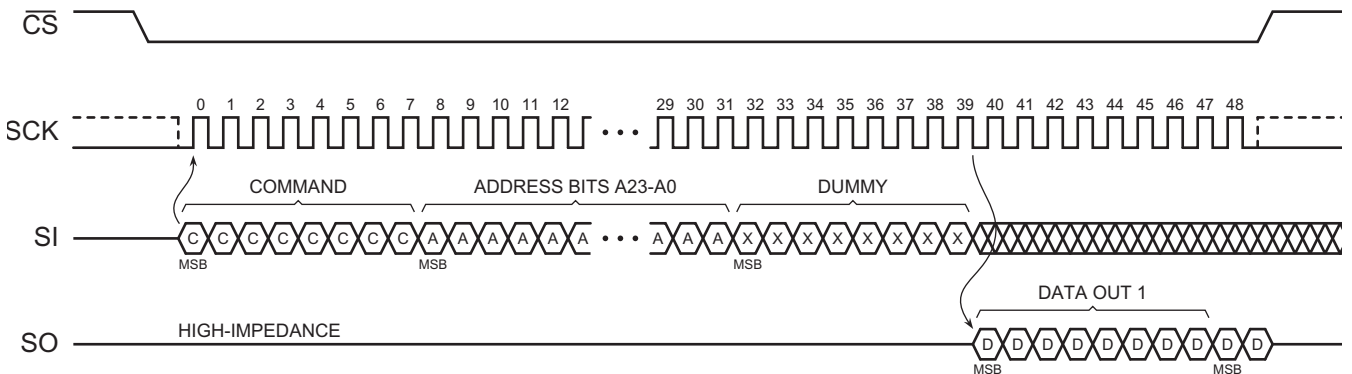 CS
0 1 2 3 4 5 6 7 8 9 10 11 12 29 30 31 32 33 34 35 36 37 38 39 40 41 42 43 44 45 46 47 48
SCK
COMMAND ADDRESS BITS A23-A0 DUMMY
SI C C C C C C C C A A A A A A A A A X X X X X X X X
MSB MSB MSB
DATA OUT 1
HIGH-IMPEDANCE
SO D D D D D D D D D D
MSB MSB